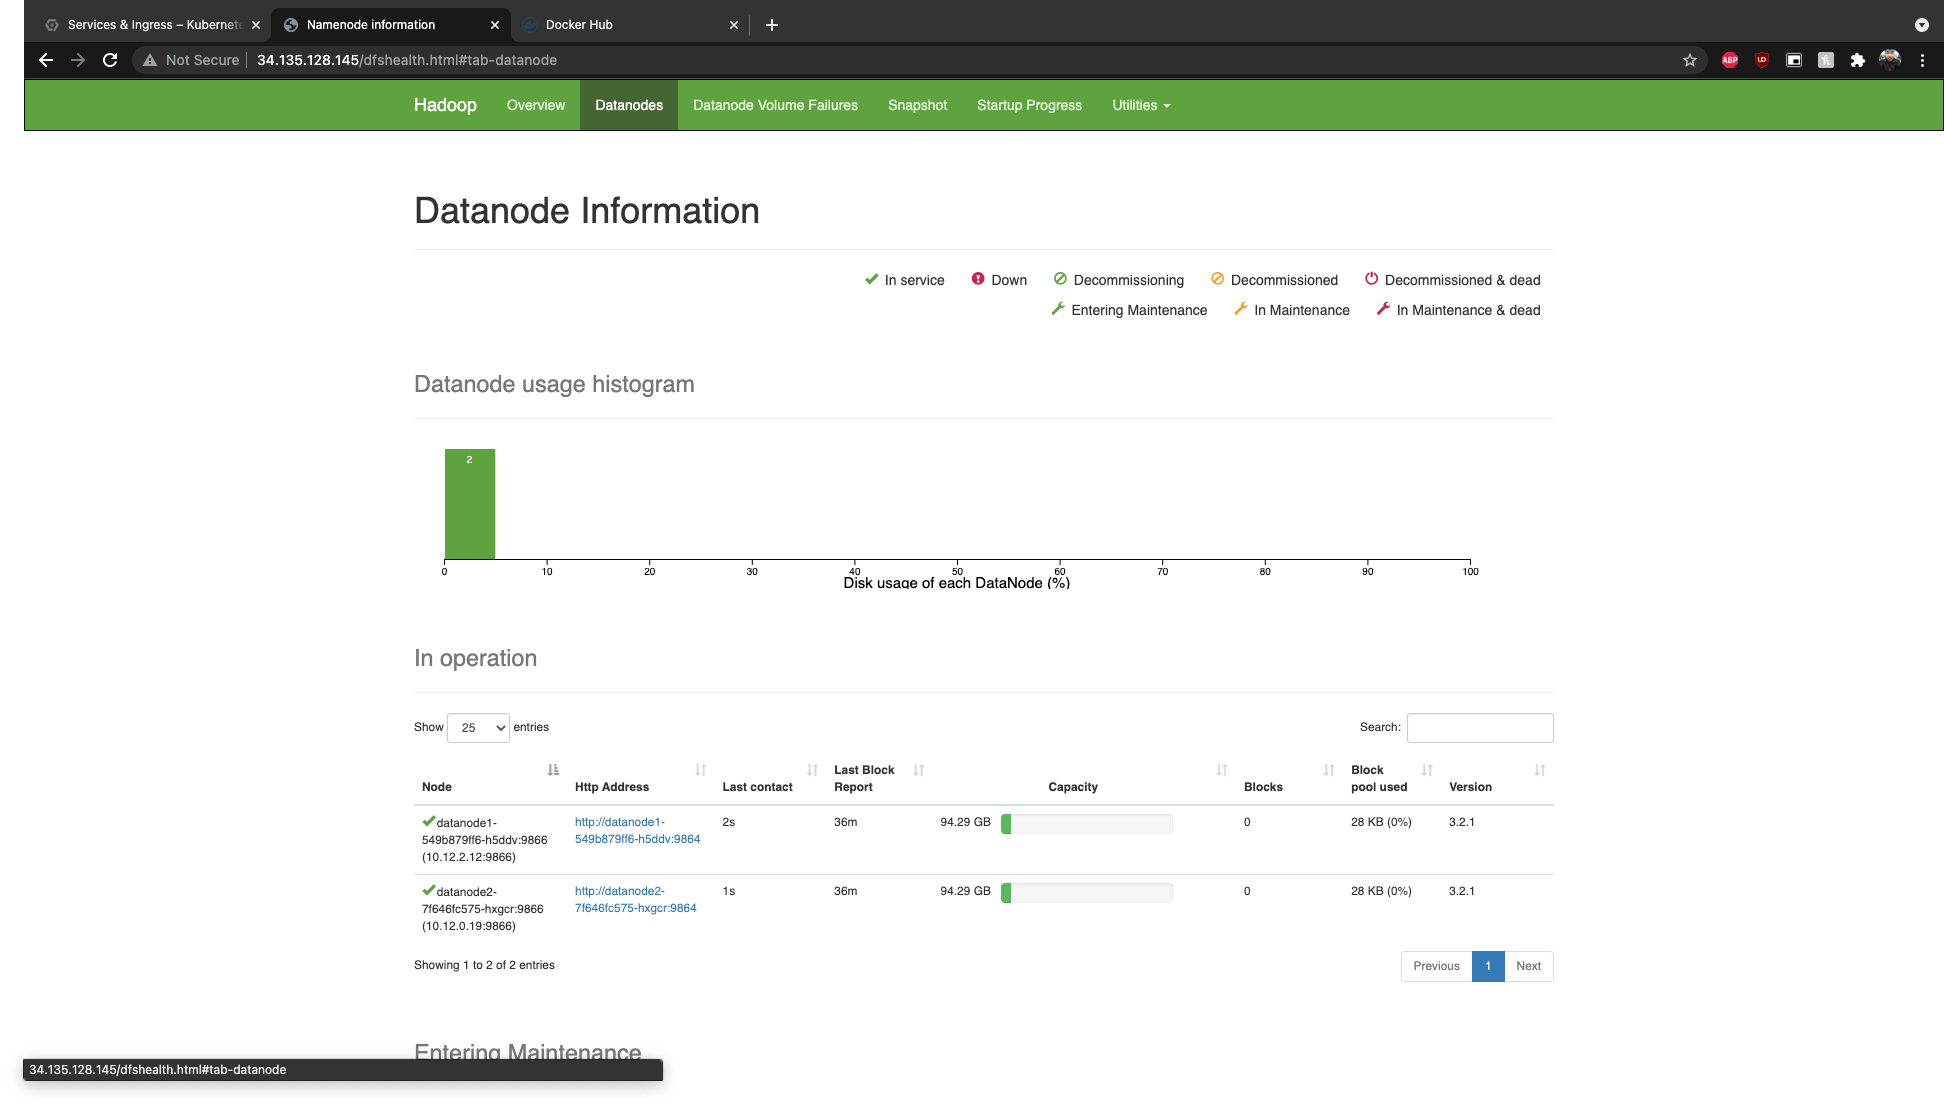 Services & Ingress – Kubernete
Namenode information
Docker Hub
Not Secure
34.135.128.145/dfshealth.html#tab-datanode
ABP
UD
Hadoop
Overview
Datanodes
Datanode Volume Failures
Snapshot
Startup Progress
Utilities
Datanode Information
In service
Down
Decommissioning
Decommissioned
Decommissioned & dead
Entering Maintenance
In Maintenance
In Maintenance & dead
Datanode usage histogram
2
0 10 20 30 40 50 60 70 80 90 100
Disk usage of each DataNode (%)
In operation
Show 25 entries
Search:
Node
Http Address
Last contact
Last Block
Report
Capacity
Blocks
Block
pool used
Version
datanode1-
549b879ff6-h5ddv:9866
(10.12.2.12:9866)
http://datanode1-
549b879ff6-h5ddv:9864
2s
36m
94.29 GB
0
28 KB (0%)
3.2.1
datanode2-
7f646fc575-hxgcr:9866
(10.12.0.19:9866)
http://datanode2-
7f646fc575-hxgcr:9864
1s
36m
94.29 GB
0
28 KB (0%)
3.2.1
Showing 1 to 2 of 2 entries
Previous
1
Next
Entering Maintenance
34.135.128.145/dfshealth.html#tab-datanode